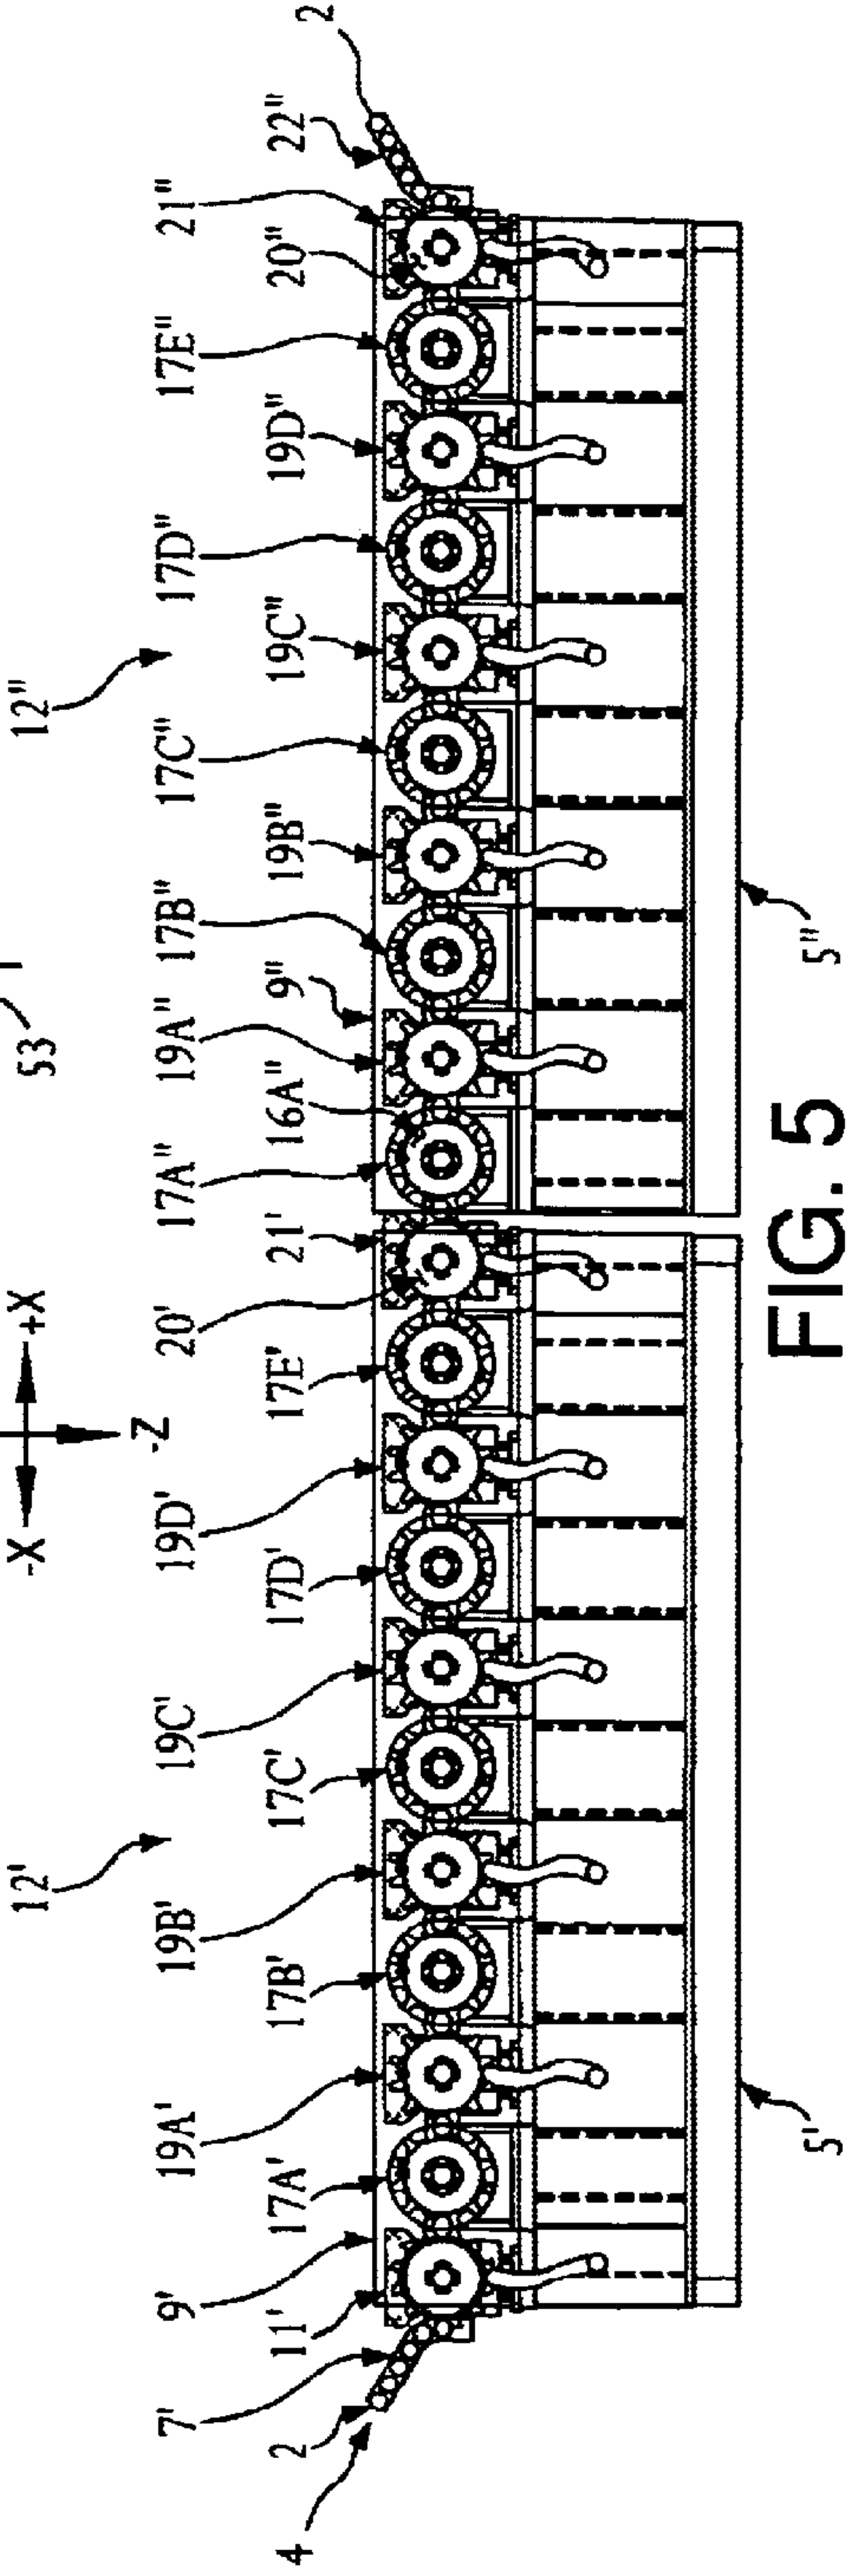 53
-X
+X
-Z
12'
12"
9'
19A'
19B'
19C'
19D'
20'
17A"
19A"
17B"
17C"
17D"
17E"
21"
7'
11'
17A'
17B'
17C'
17D'
17E'
21'
16A"
9"
19B"
19C"
19D"
20"
22"
4
2
2
5'
5"
FIG. 5